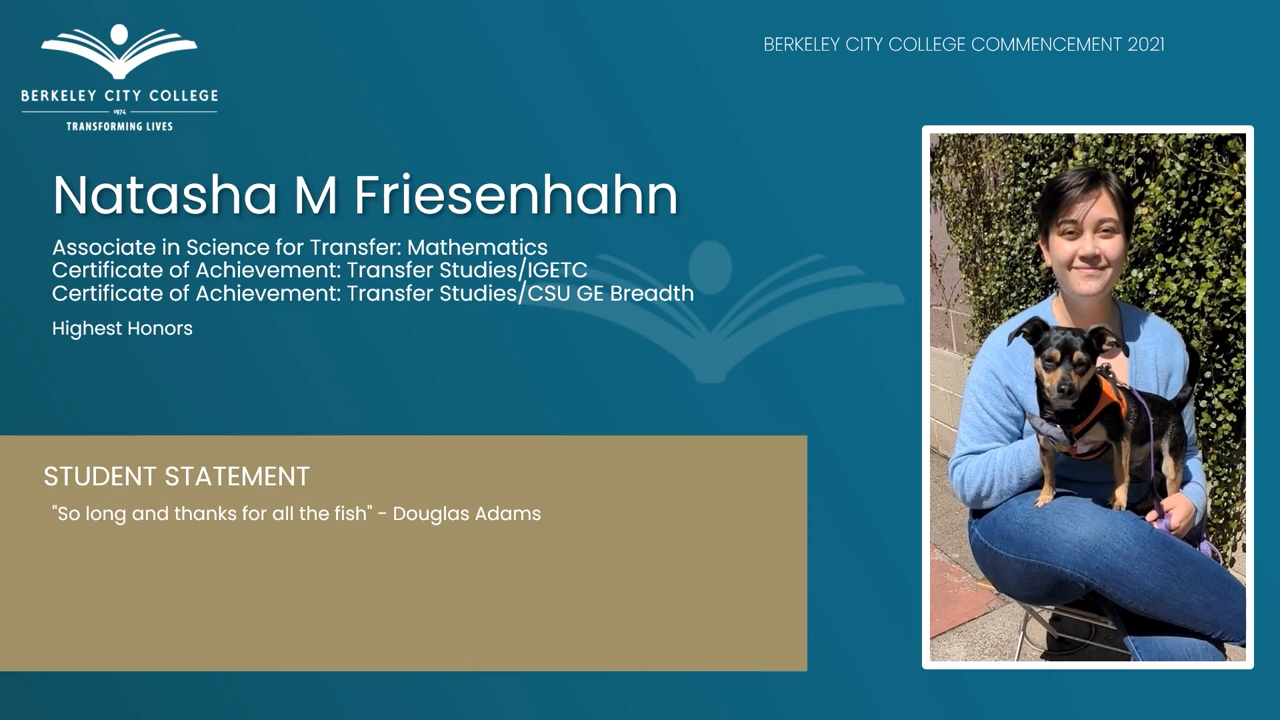 BERKELEY CITY COLLEGE
1974
TRANSFORMING LIVES
BERKELEY CITY COLLEGE COMMENCEMENT 2021
Natasha M Friesenhahn
Associate in Science for Transfer: Mathematics
Certificate of Achievement: Transfer Studies/IGETC
Certificate of Achievement: Transfer Studies/CSU GE Breadth
Highest Honors
STUDENT STATEMENT
"So long and thanks for all the fish" - Douglas Adams